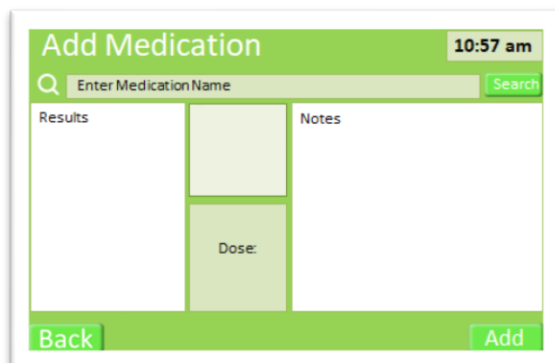 Add Medication
10:57 am
Enter Medication Name
Search
Results
Notes
Dose:
Back
Add